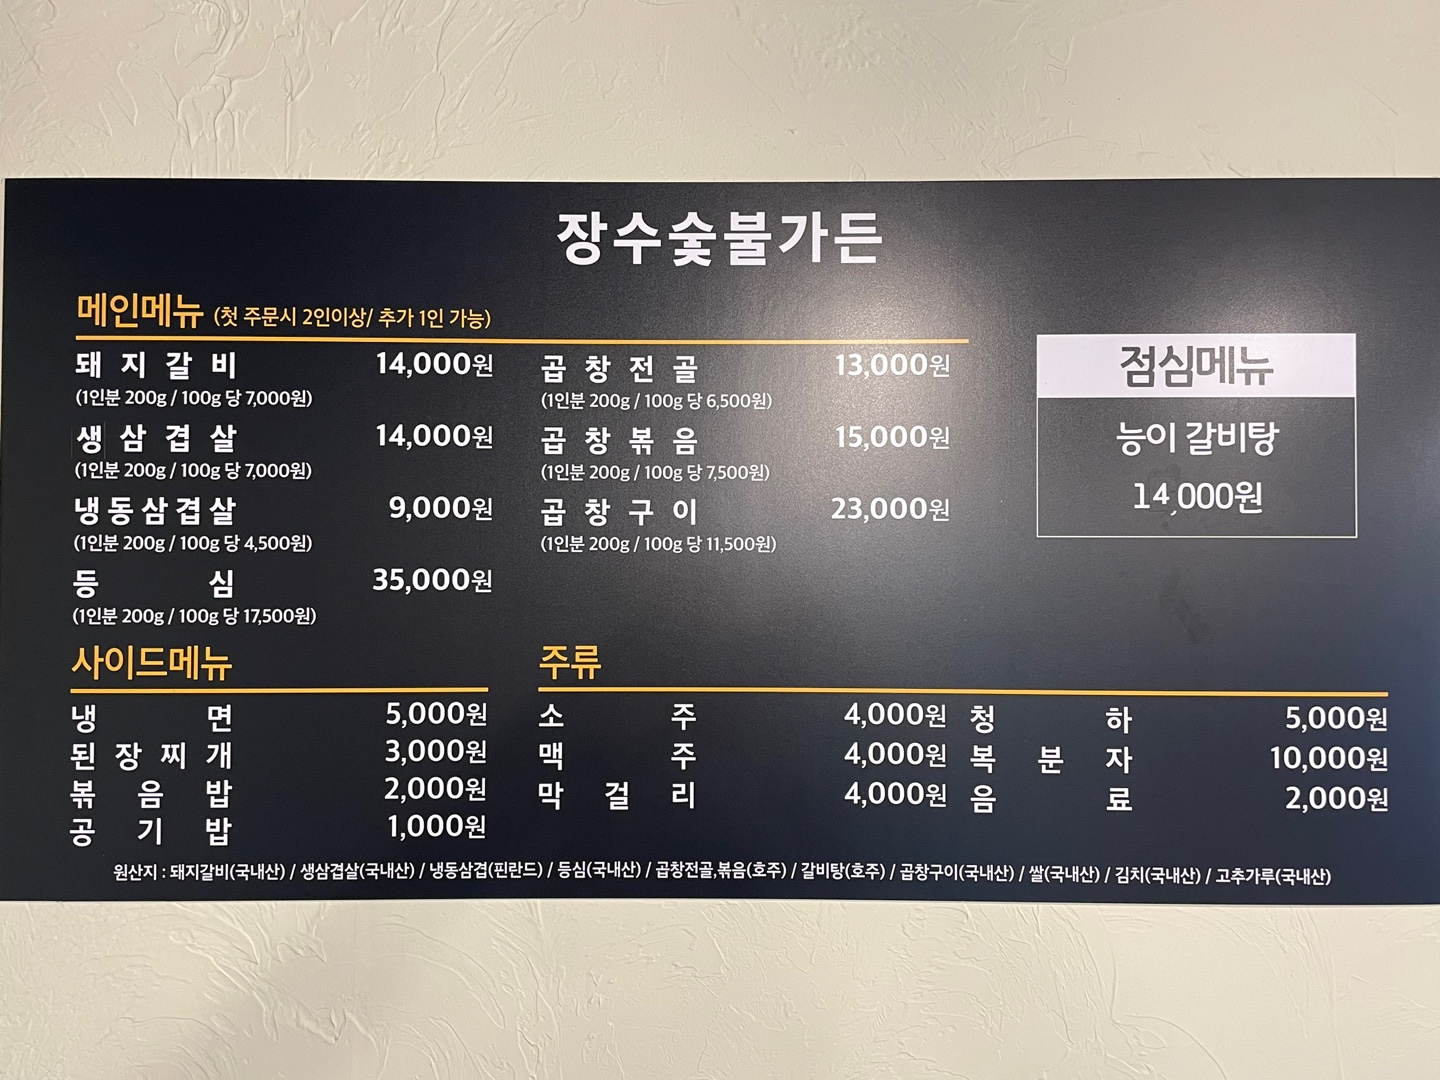 장수숯불가든
메인메뉴 (첫 주문시 2인이상/ 추가 1인 가능)
돼지갈비 14,000원
(1인분 200g / 100g 당 7,000원)
생삼겹살 14,000원
(1인분 200g / 100g 당 7,000원)
냉동삼겹살 9,000원
(1인분 200g / 100g 당 4,500원)
등심 35,000원
(1인분 200g / 100g 당 17,500원)
곱창전골 13,000원
(1인분 200g / 100g 당 6,500원)
곱창볶음 15,000원
(1인분 200g / 100g 당 7,500원)
곱창구이 23,000원
(1인분 200g / 100g 당 11,500원)
점심메뉴
능이 갈비탕
14,000원
사이드메뉴
냉면 5,000원
된장찌개 3,000원
볶음밥 2,000원
공기밥 1,000원
주류
소주 4,000원
맥주 4,000원
막걸리 4,000원
청하 5,000원
복분자 10,000원
음료 2,000원
원산지 : 돼지갈비(국내산) / 생삼겹살(국내산) / 냉동삼겹(핀란드) / 등심(국내산) / 곱창전골,볶음(호주) / 갈비탕(호주) / 곱창구이(국내산) / 쌀(국내산) / 김치(국내산) / 고추가루(국내산)